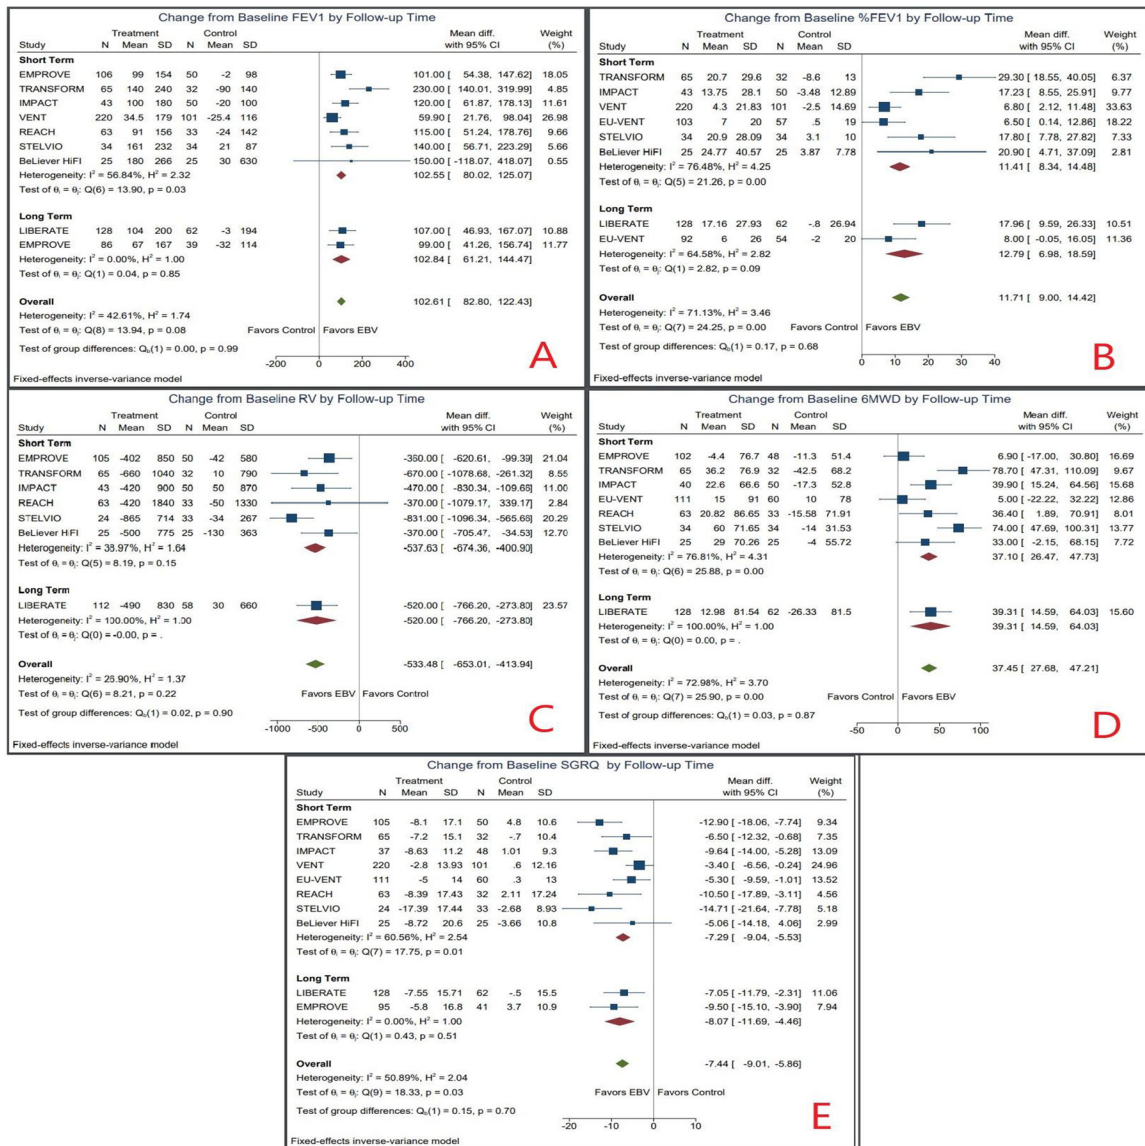 Change from Baseline FEV1 by Follow-up Time
Treatment Control Mean diff. Weight
Study N Mean SD N Mean SD with 95% CI (%)
Short Term
EMPROVE 106 99 154 50 -2 98 101.00 [ 54.38, 147.62] 18.05
TRANSFORM 65 140 240 32 -90 140 230.00 [ 140.01, 319.99] 4.85
IMPACT 43 100 180 50 -20 100 120.00 [ 61.87, 178.13] 11.61
VENT 220 34.5 179 101 -25.4 116 59.90 [ 21.76, 98.04] 26.98
REACH 63 91 156 33 -24 142 115.00 [ 51.24, 178.76] 9.66
STELVIO 34 161 232 34 21 87 140.00 [ 56.71, 223.29] 5.66
BeLiever HiFI 25 180 266 25 30 630 150.00 [ -118.07, 418.07] 0.55
Heterogeneity: I² = 56.84%, H² = 2.32 102.55 [ 80.02, 125.07]
Test of θᵢ = θⱼ: Q(6) = 13.90, p = 0.03
Long Term
LIBERATE 128 104 200 62 -3 194 107.00 [ 46.93, 167.07] 10.88
EMPROVE 86 67 167 39 -32 114 99.00 [ 41.26, 156.74] 11.77
Heterogeneity: I² = 0.00%, H² = 1.00 102.84 [ 61.21, 144.47]
Test of θᵢ = θⱼ: Q(1) = 0.04, p = 0.85
Overall 102.61 [ 82.80, 122.43]
Heterogeneity: I² = 42.61%, H² = 1.74
Test of θᵢ = θⱼ: Q(8) = 13.94, p = 0.08 Favors Control Favors EBV
Test of group differences: Qb(1) = 0.00, p = 0.99
-200 0 200 400
Fixed-effects inverse-variance model
A
Change from Baseline %FEV1 by Follow-up Time
Treatment Control Mean diff. Weight
Study N Mean SD N Mean SD with 95% CI (%)
Short Term
TRANSFORM 65 20.7 29.6 32 -8.6 13 29.30 [ 18.55, 40.05] 6.37
IMPACT 43 13.75 28.1 50 -3.48 12.89 17.23 [ 8.55, 25.91] 9.77
VENT 220 4.3 21.83 101 -2.5 14.69 6.80 [ 2.12, 11.48] 33.63
EU-VENT 103 7 20 57 .5 19 6.50 [ 0.14, 12.86] 18.22
STELVIO 34 20.9 28.09 34 3.1 10 17.80 [ 7.78, 27.82] 7.33
BeLiever HiFI 25 24.77 40.57 25 3.87 7.78 20.90 [ 4.71, 37.09] 2.81
Heterogeneity: I² = 76.48%, H² = 4.25 11.41 [ 8.34, 14.48]
Test of θᵢ = θⱼ: Q(5) = 21.26, p = 0.00
Long Term
LIBERATE 128 17.16 27.93 62 -.8 26.94 17.96 [ 9.59, 26.33] 10.51
EU-VENT 92 6 26 54 -2 20 8.00 [ -0.05, 16.05] 11.36
Heterogeneity: I² = 64.58%, H² = 2.82 12.79 [ 6.98, 18.59]
Test of θᵢ = θⱼ: Q(1) = 2.82, p = 0.09
Overall 11.71 [ 9.00, 14.42]
Heterogeneity: I² = 71.13%, H² = 3.46
Test of θᵢ = θⱼ: Q(7) = 24.25, p = 0.00 Favors Control Favors EBV
Test of group differences: Qb(1) = 0.17, p = 0.68
0 10 20 30 40
Fixed-effects inverse-variance model
B
Change from Baseline RV by Follow-up Time
Treatment Control Mean diff. Weight
Study N Mean SD N Mean SD with 95% CI (%)
Short Term
EMPROVE 105 -402 850 50 -42 580 -360.00 [ -620.61, -99.39] 21.04
TRANSFORM 65 -660 1040 32 10 790 -670.00 [ -1078.68, -261.32] 8.55
IMPACT 43 -420 900 50 50 870 -470.00 [ -830.34, -109.66] 11.00
REACH 63 -420 1840 33 -50 1330 -370.00 [ -1079.17, 339.17] 2.84
STELVIO 34 -865 714 33 -34 267 -831.00 [ -1096.34, -565.66] 20.29
BeLiever HiFI 25 -500 775 25 -130 363 -370.00 [ -705.47, -34.53] 12.70
Heterogeneity: I² = 38.97%, H² = 1.64 -537.63 [ -674.36, -400.90]
Test of θᵢ = θⱼ: Q(5) = 8.19, p = 0.15
Long Term
LIBERATE 112 -490 830 58 30 660 -520.00 [ -766.20, -273.80] 23.57
Heterogeneity: I² = 100.00%, H² = 1.00 -520.00 [ -766.20, -273.80]
Test of θᵢ = θⱼ: Q(0) = -0.00, p = .
Overall -533.48 [ -653.01, -413.94]
Heterogeneity: I² = 26.90%, H² = 1.37
Test of θᵢ = θⱼ: Q(6) = 8.21, p = 0.22 Favors EBV Favors Control
Test of group differences: Qb(1) = 0.02, p = 0.90
-1000 -500 0 500
Fixed-effects inverse-variance model
C
Change from Baseline 6MWD by Follow-up Time
Treatment Control Mean diff. Weight
Study N Mean SD N Mean SD with 95% CI (%)
Short Term
EMPROVE 102 -4.4 76.7 48 -11.3 51.4 6.90 [ -17.00, 30.80] 16.69
TRANSFORM 65 36.2 76.9 32 -42.5 68.2 78.70 [ 47.31, 110.09] 9.67
IMPACT 40 22.6 66.6 50 -17.3 52.8 39.90 [ 15.24, 64.56] 15.68
EU-VENT 111 15 91 60 10 78 5.00 [ -22.22, 32.22] 12.86
REACH 63 20.82 86.65 33 -15.58 71.91 36.40 [ 1.89, 70.91] 8.01
STELVIO 34 60 71.65 34 -14 31.53 74.00 [ 47.69, 100.31] 13.77
BeLiever HiFI 25 29 70.26 25 -4 55.72 33.00 [ -2.15, 68.15] 7.72
Heterogeneity: I² = 76.81%, H² = 4.31 37.10 [ 26.47, 47.73]
Test of θᵢ = θⱼ: Q(6) = 25.88, p = 0.00
Long Term
LIBERATE 128 12.98 81.54 62 -26.33 81.5 39.31 [ 14.59, 64.03] 15.60
Heterogeneity: I² = 100.00%, H² = 1.00 39.31 [ 14.59, 64.03]
Test of θᵢ = θⱼ: Q(0) = 0.00, p = .
Overall 37.45 [ 27.68, 47.21]
Heterogeneity: I² = 72.98%, H² = 3.70
Test of θᵢ = θⱼ: Q(7) = 25.90, p = 0.00 Favors Control Favors EBV
Test of group differences: Qb(1) = 0.03, p = 0.87
-50 0 50 100
Fixed-effects inverse-variance model
D
Change from Baseline SGRQ by Follow-up Time
Treatment Control Mean diff. Weight
Study N Mean SD N Mean SD with 95% CI (%)
Short Term
EMPROVE 105 -8.1 17.1 50 4.8 10.6 -12.90 [ -18.06, -7.74] 9.34
TRANSFORM 65 -7.2 15.1 32 -.7 10.4 -6.50 [ -12.32, -0.68] 7.35
IMPACT 37 -8.63 11.2 48 1.01 9.3 -9.64 [ -14.00, -5.28] 13.09
VENT 220 -2.8 13.93 101 .6 12.16 -3.40 [ -6.56, -0.24] 24.96
EU-VENT 111 -5 14 60 .3 13 -5.30 [ -9.59, -1.01] 13.52
REACH 63 -8.39 17.43 32 2.11 17.24 -10.50 [ -17.89, -3.11] 4.56
STELVIO 24 -17.39 17.44 33 -2.68 8.93 -14.71 [ -21.64, -7.78] 5.18
BeLiever HiFI 25 -8.72 20.6 25 -3.66 10.8 -5.06 [ -14.18, 4.06] 2.99
Heterogeneity: I² = 60.56%, H² = 2.54 -7.29 [ -9.04, -5.53]
Test of θᵢ = θⱼ: Q(7) = 17.75, p = 0.01
Long Term
LIBERATE 128 -7.55 15.71 62 -.5 15.5 -7.05 [ -11.79, -2.31] 11.06
EMPROVE 95 -5.8 16.8 41 3.7 10.9 -9.50 [ -15.10, -3.90] 7.94
Heterogeneity: I² = 0.00%, H² = 1.00 -8.07 [ -11.69, -4.46]
Test of θᵢ = θⱼ: Q(1) = 0.43, p = 0.51
Overall -7.44 [ -9.01, -5.86]
Heterogeneity: I² = 50.89%, H² = 2.04
Test of θᵢ = θⱼ: Q(9) = 18.33, p = 0.03 Favors EBV Favors Control
Test of group differences: Qb(1) = 0.15, p = 0.70
-20 -10 0 10
Fixed-effects inverse-variance model
E